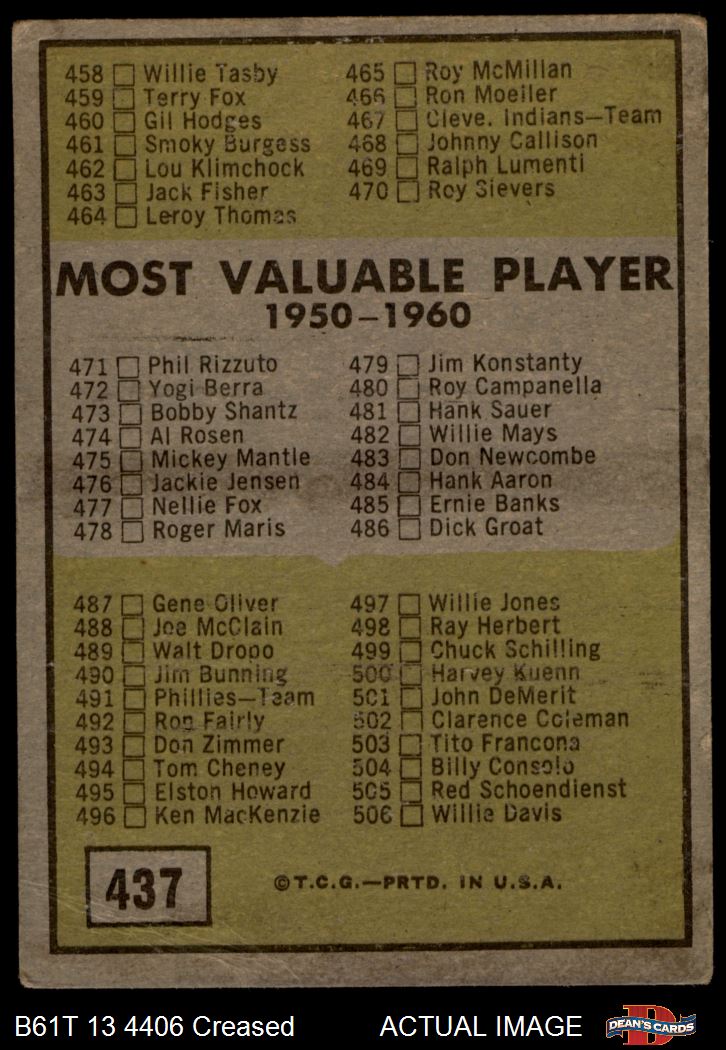 458 Willie Tasby
459 Terry Fox
460 Gil Hodges
461 Smoky Burgess
462 Lou Klimchock
463 Jack Fisher
464 Leroy Thomas
465 Roy McMillan
466 Ron Moeller
467 Cleve. Indians—Team
468 Johnny Callison
469 Ralph Lumenti
470 Roy Sievers
MOST VALUABLE PLAYER
1950–1960
471 Phil Rizzuto
472 Yogi Berra
473 Bobby Shantz
474 Al Rosen
475 Mickey Mantle
476 Jackie Jensen
477 Nellie Fox
478 Roger Maris
479 Jim Konstanty
480 Roy Campanella
481 Hank Sauer
482 Willie Mays
483 Don Newcombe
484 Hank Aaron
485 Ernie Banks
486 Dick Groat
487 Gene Oliver
488 Joe McClain
489 Walt Dropo
490 Jim Bunning
491 Phillies—Team
492 Ron Fairly
493 Don Zimmer
494 Tom Cheney
495 Elston Howard
496 Ken MacKenzie
497 Willie Jones
498 Ray Herbert
499 Chuck Schilling
500 Harvey Kuenn
501 John DeMerit
502 Clarence Coleman
503 Tito Francona
504 Billy Consolo
505 Red Schoendienst
506 Willie Davis
437
©T.C.G.—PRTD. IN U.S.A.
B61T 13 4406 Creased
ACTUAL IMAGE
D
DEAN'S CARDS